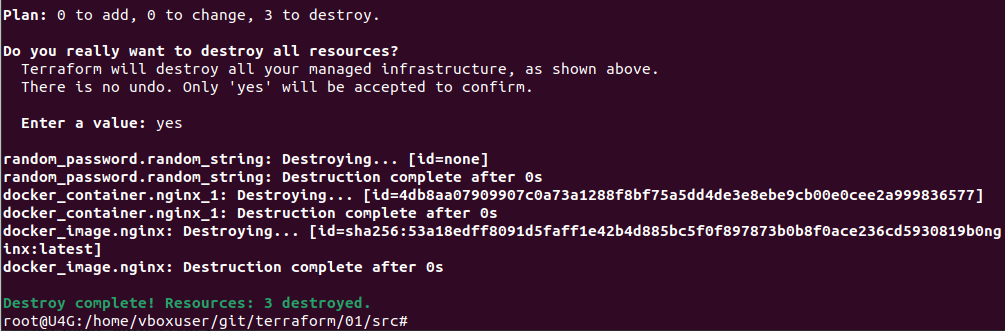 Plan: 0 to add, 0 to change, 3 to destroy.
Do you really want to destroy all resources?
Terraform will destroy all your managed infrastructure, as shown above.
There is no undo. Only 'yes' will be accepted to confirm.
Enter a value: yes
random_password.random_string: Destroying... [id=none]
random_password.random_string: Destruction complete after 0s
docker_container.nginx_1: Destroying... [id=4db8aa07909907c0a73a1288f8bf75a5dd4de3e8ebe9cb00e0cee2a999836577]
docker_container.nginx_1: Destruction complete after 0s
docker_image.nginx: Destroying... [id=sha256:53a18edff8091d5faff1e42b4d885bc5f0f897873b0b8f0ace236cd5930819b0ng
inx:latest]
docker_image.nginx: Destruction complete after 0s
Destroy complete! Resources: 3 destroyed.
root@U4G:/home/vboxuser/git/terraform/01/src#